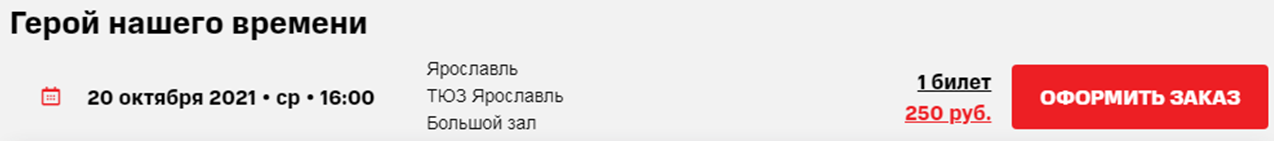 Герой нашего времени
20 октября 2021 • ср • 16:00
Ярославль
ТЮЗ Ярославль
Большой зал
1 билет
250 руб.
ОФОРМИТЬ ЗАКАЗ